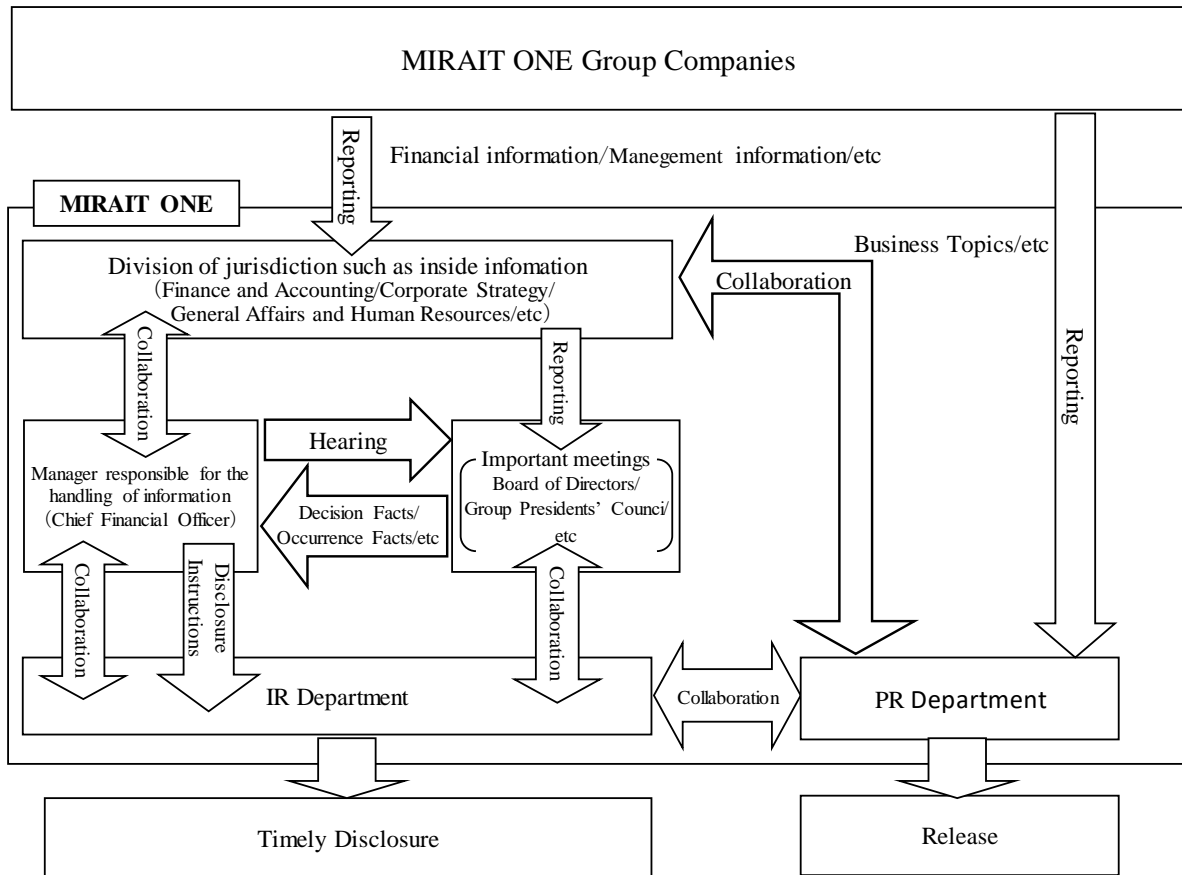 MIRAIT ONE Group Companies
Reporting
Financial information/Manegement information/etc
MIRAIT ONE
Business Topics/etc
Reporting
Division of jurisdiction such as inside infomation
（Finance and Accounting/Corporate Strategy/
General Affairs and Human Resources/etc）
Collaboration
Collaboration
Reporting
Hearing
Manager responsible for the
handling of information
（Chief Financial Officer）
Important meetings
Board of Directors/
Group Presidents’ Counci/
etc
Decision Facts/
Occurrence Facts/etc
Collaboration
Disclosure
Instructions
Collaboration
IR Department
Collaboration
PR Department
Timely Disclosure
Release